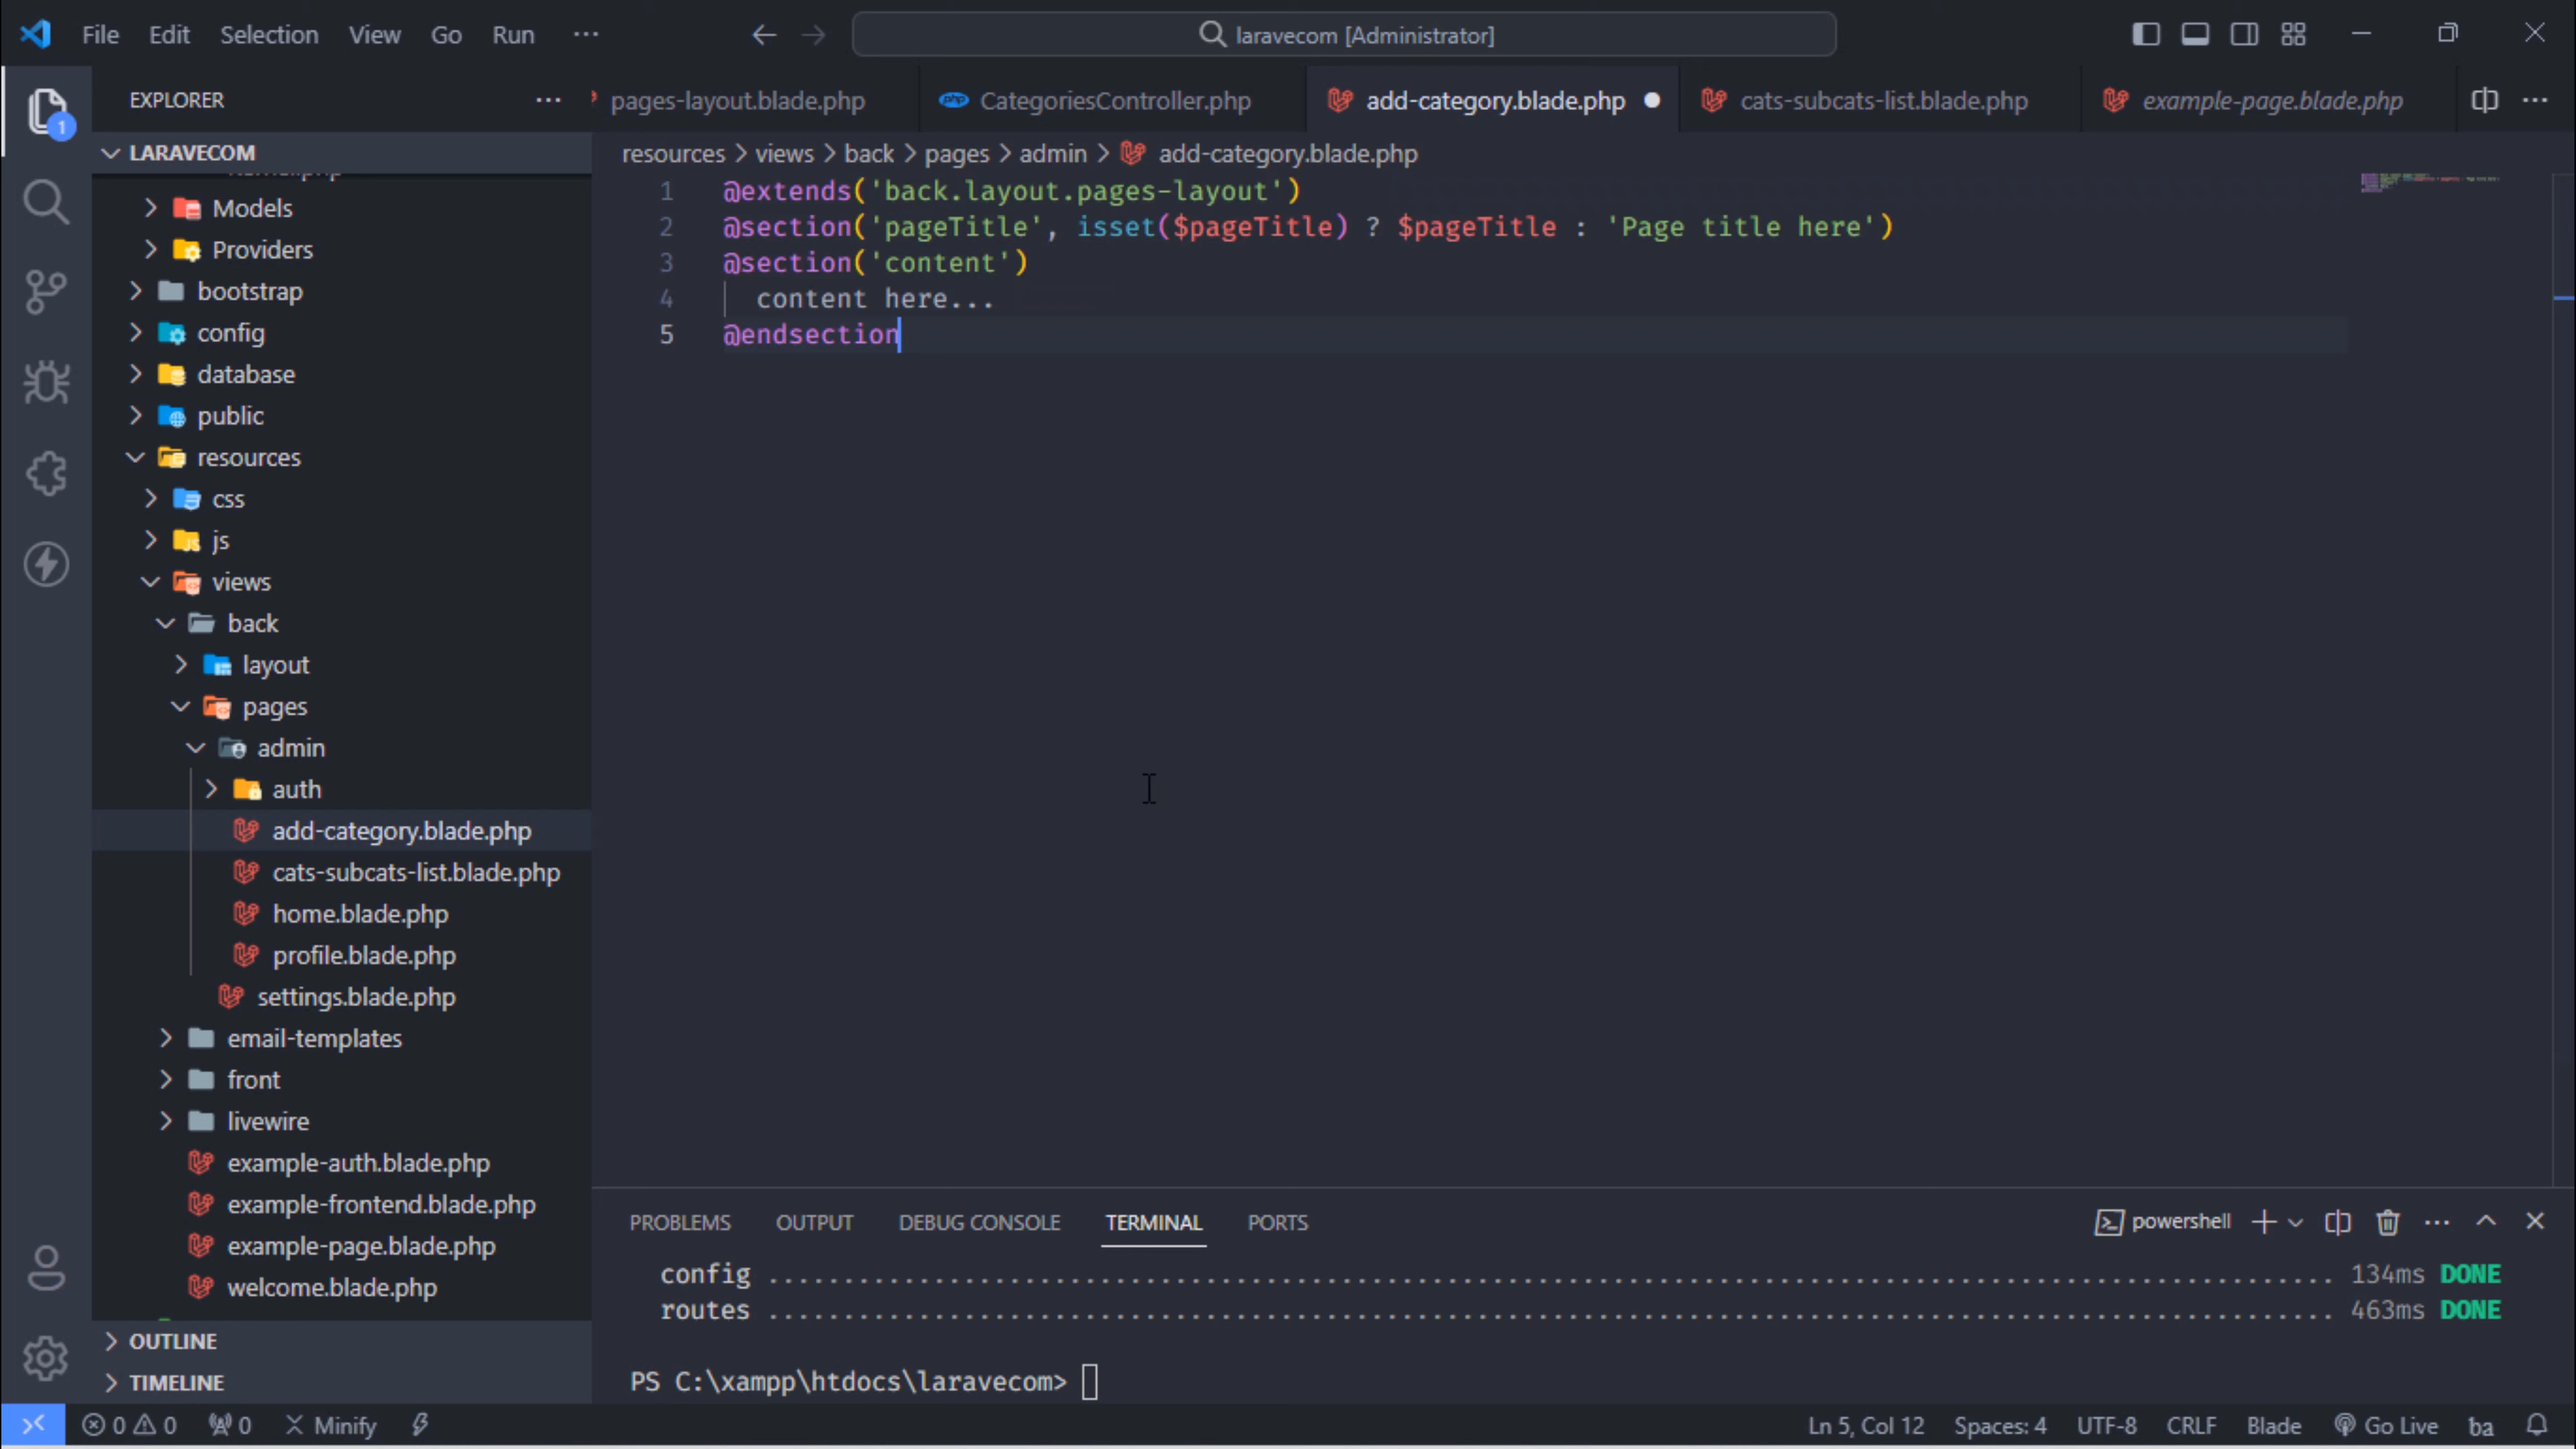 File Edit Selection View Go Run ··· laravecom [Administrator]
EXPLORER ··· pages-layout.blade.php CategoriesController.php add-category.blade.php cats-subcats-list.blade.php example-page.blade.php
1
LARAVECOM
resources > views > back > pages > admin > add-category.blade.php
Models
Providers
bootstrap
config
database
public
resources
css
js
views
back
layout
pages
admin
auth
add-category.blade.php
cats-subcats-list.blade.php
home.blade.php
profile.blade.php
settings.blade.php
email-templates
front
livewire
example-auth.blade.php
example-frontend.blade.php
example-page.blade.php
welcome.blade.php
OUTLINE
TIMELINE
1 @extends('back.layout.pages-layout')
2 @section('pageTitle', isset($pageTitle) ? $pageTitle : 'Page title here')
3 @section('content')
4 content here...
5 @endsection
PROBLEMS OUTPUT DEBUG CONSOLE TERMINAL PORTS powershell
config ........................................ 134ms DONE
routes ........................................ 463ms DONE
PS C:\xampp\htdocs\laravecom>
0 0 0 Minify Ln 5, Col 12 Spaces: 4 UTF-8 CRLF Blade Go Live